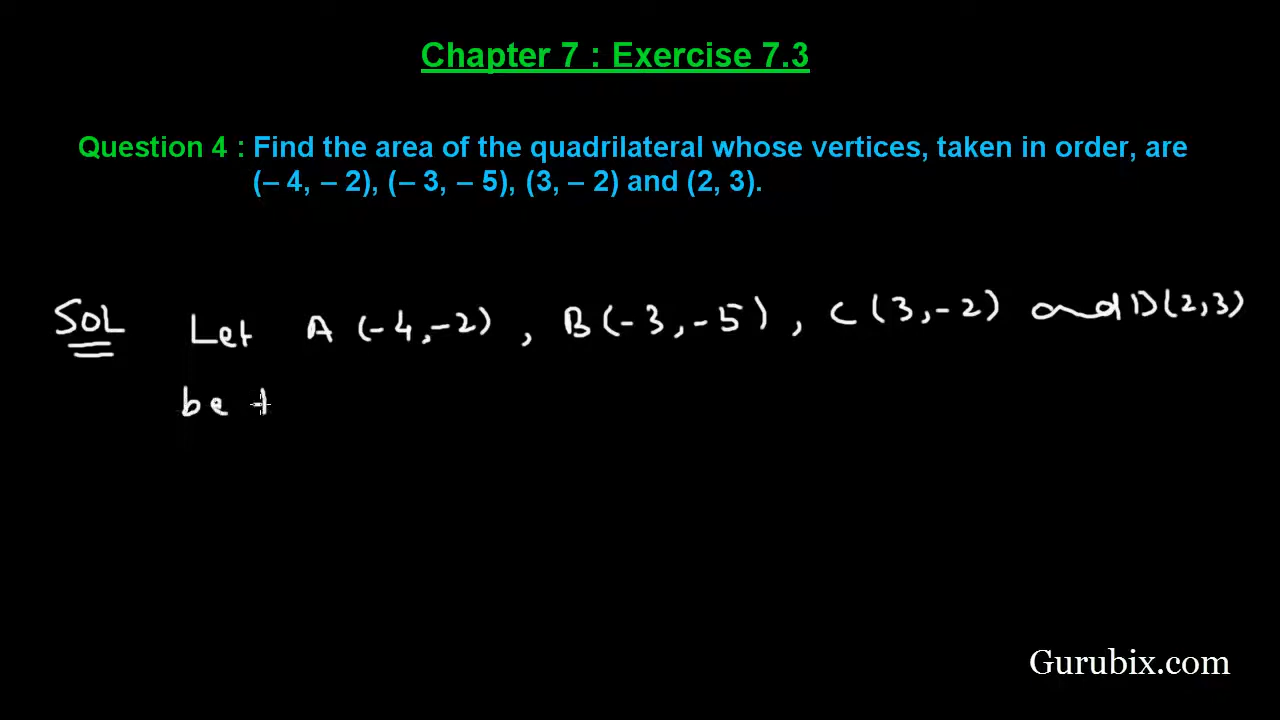 Chapter 7 : Exercise 7.3
Question 4 : Find the area of the quadrilateral whose vertices, taken in order, are
(– 4, – 2), (– 3, – 5), (3, – 2) and (2, 3).
SOL Let A (-4,-2) , B(-3,-5) , C (3,-2) and D(2,3)
be t
Gurubix.com